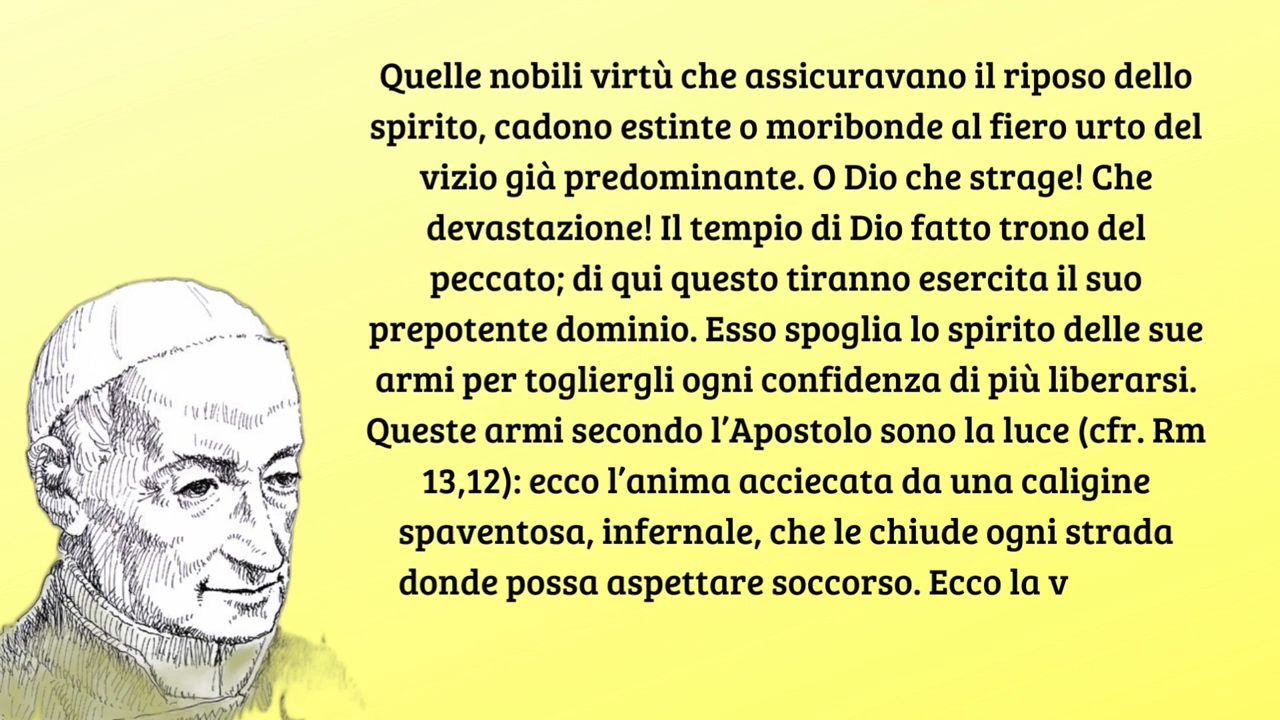 Quelle nobili virtù che assicuravano il riposo dello
spirito, cadono estinte o moribonde al fiero urto del
vizio già predominante. O Dio che strage! Che
devastazione! Il tempio di Dio fatto trono del
peccato; di qui questo tiranno esercita il suo
prepotente dominio. Esso spoglia lo spirito delle sue
armi per togliergli ogni confidenza di più liberarsi.
Queste armi secondo l’Apostolo sono la luce (cfr. Rm
13,12): ecco l’anima acciecata da una caligine
spaventosa, infernale, che le chiude ogni strada
donde possa aspettare soccorso. Ecco la v